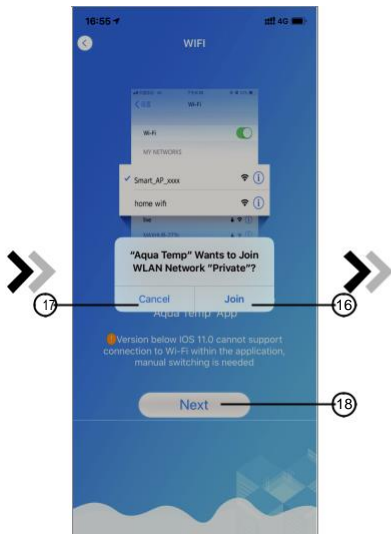 16:55
4G
WIFI
Wi-Fi
Wi-Fi
MY NETWORKS
Smart_AP_xxxx
home wifi
"Aqua Temp" Wants to Join
WLAN Network "Private"?
Cancel
Join
17
16
Aqua Temp App
Version below IOS 11.0 cannot support
connection to Wi-Fi within the application,
manual switching is needed
Next
18